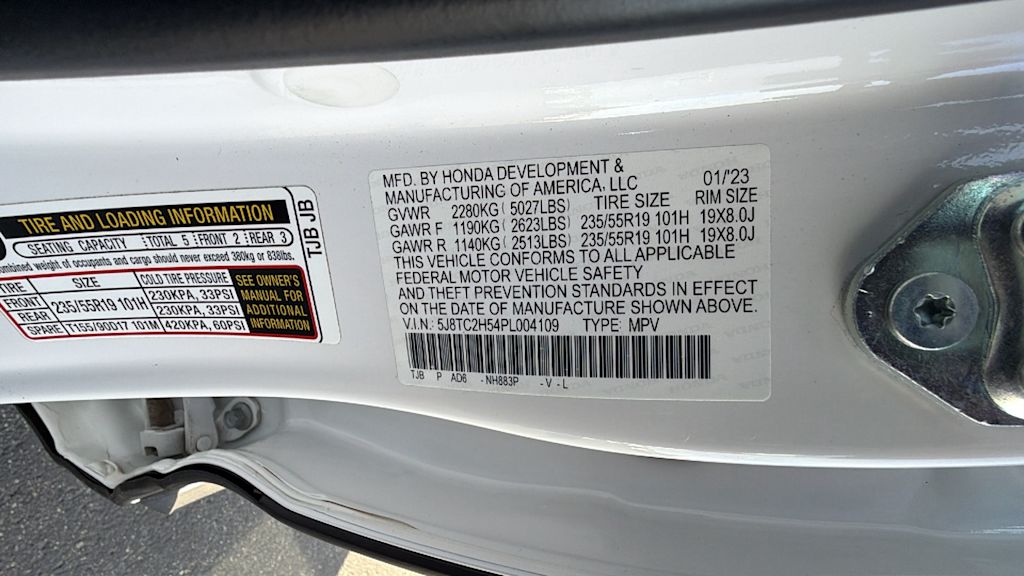 TIRE AND LOADING INFORMATION
SEATING CAPACITY TOTAL 5 FRONT 2 REAR 3
combined weight of occupants and cargo should never exceed 380kg or 838lbs.
TIRE SIZE COLD TIRE PRESSURE
FRONT 235/55R19 101H 230KPA, 33PSI
REAR 230KPA, 33PSI
SPARE T155/90D17 101M 420KPA, 60PSI
SEE OWNER'S
MANUAL FOR
ADDITIONAL
INFORMATION
TJB JB
MFD. BY HONDA DEVELOPMENT &
MANUFACTURING OF AMERICA, LLC 01/'23
GVWR 2280KG ( 5027LBS) TIRE SIZE RIM SIZE
GAWR F 1190KG ( 2623LBS) 235/55R19 101H 19X8.0J
GAWR R 1140KG ( 2513LBS) 235/55R19 101H 19X8.0J
THIS VEHICLE CONFORMS TO ALL APPLICABLE
FEDERAL MOTOR VEHICLE SAFETY
AND THEFT PREVENTION STANDARDS IN EFFECT
ON THE DATE OF MANUFACTURE SHOWN ABOVE.
V.I.N.: 5J8TC2H54PL004109 TYPE: MPV
TJB P AD6 -NH883P -V-L